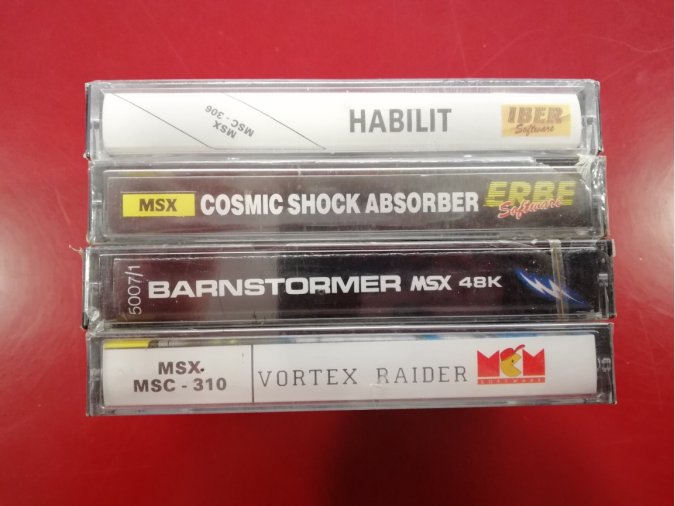 MSX
MSC - 306
HABILIT
IBER
Software
MSX
COSMIC SHOCK ABSORBER
ERBE
Software
5007/1
BARNSTORMER MSX 48K
MSX.
MSC - 310
VORTEX RAIDER
MCM
SOFTWARE